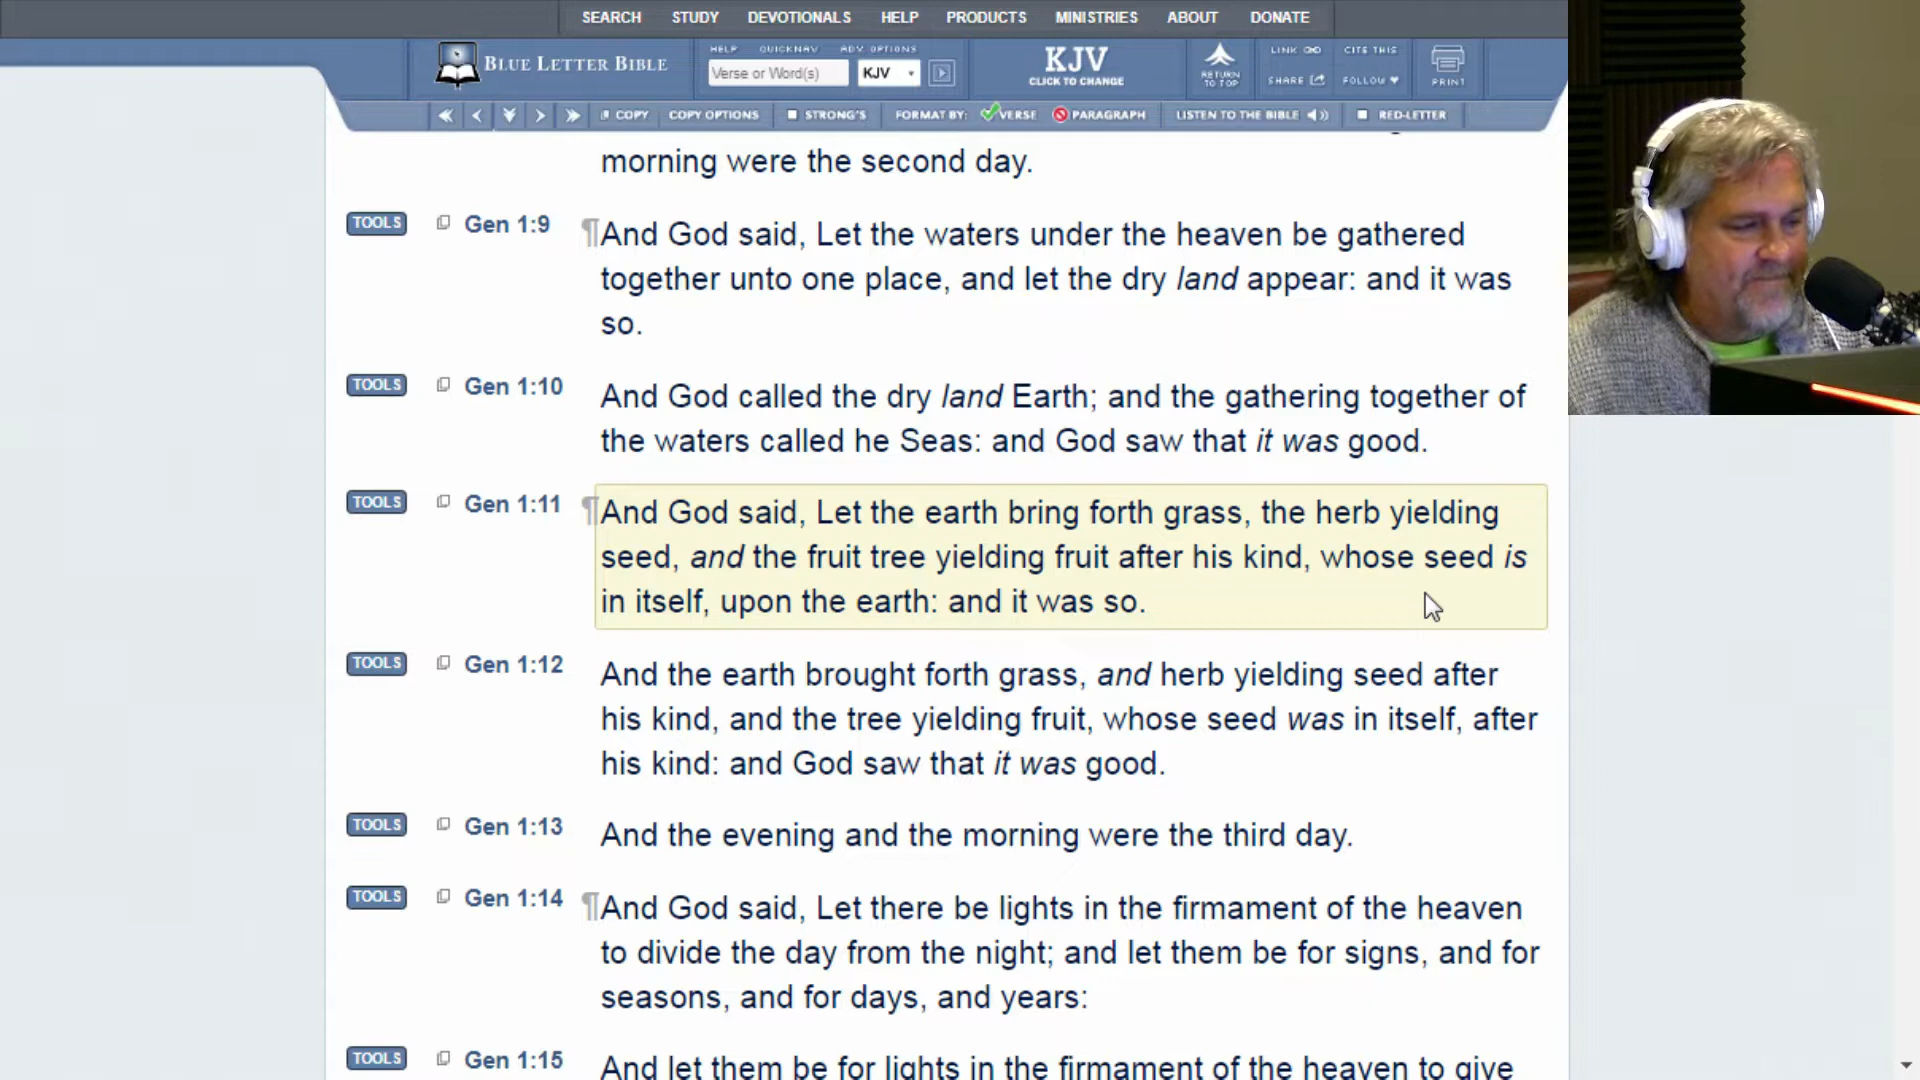 SEARCH STUDY DEVOTIONALS HELP PRODUCTS MINISTRIES ABOUT DONATE
BLUE LETTER BIBLE
HELP QUICKNAV ADV. OPTIONS
Verse or Word(s) KJV
KJV
CLICK TO CHANGE
RETURN
TO TOP
LINK CITE THIS
SHARE FOLLOW
PRINT
COPY COPY OPTIONS STRONG'S FORMAT BY: VERSE PARAGRAPH LISTEN TO THE BIBLE RED-LETTER
morning were the second day.
TOOLS Gen 1:9 ¶And God said, Let the waters under the heaven be gathered
together unto one place, and let the dry land appear: and it was
so.
TOOLS Gen 1:10 And God called the dry land Earth; and the gathering together of
the waters called he Seas: and God saw that it was good.
TOOLS Gen 1:11 ¶And God said, Let the earth bring forth grass, the herb yielding
seed, and the fruit tree yielding fruit after his kind, whose seed is
in itself, upon the earth: and it was so.
TOOLS Gen 1:12 And the earth brought forth grass, and herb yielding seed after
his kind, and the tree yielding fruit, whose seed was in itself, after
his kind: and God saw that it was good.
TOOLS Gen 1:13 And the evening and the morning were the third day.
TOOLS Gen 1:14 ¶And God said, Let there be lights in the firmament of the heaven
to divide the day from the night; and let them be for signs, and for
seasons, and for days, and years:
TOOLS Gen 1:15 And let them be for lights in the firmament of the heaven to give